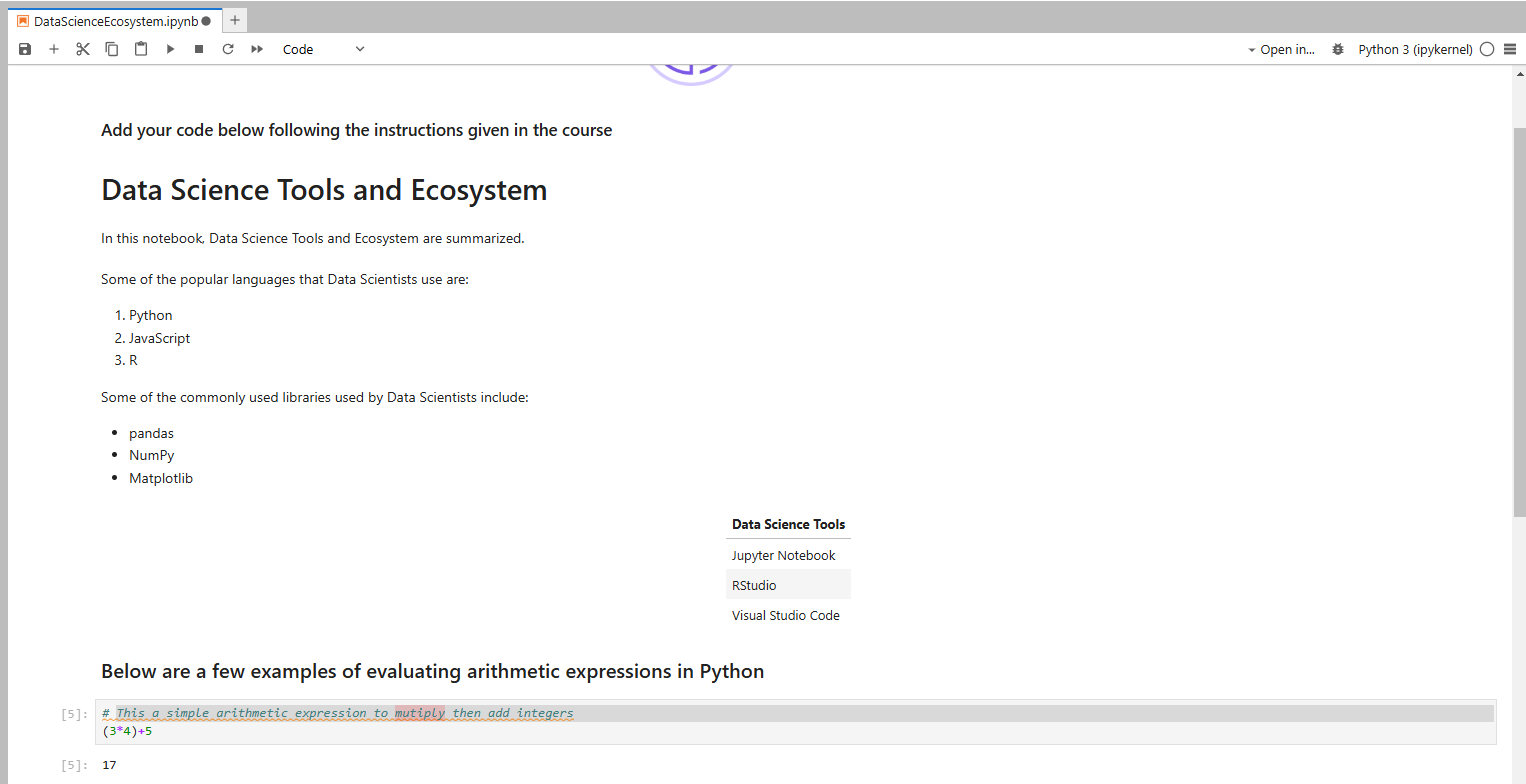 DataScienceEcosystem.ipynb
Code
Open in...
Python 3 (ipykernel)
Add your code below following the instructions given in the course
Data Science Tools and Ecosystem
In this notebook, Data Science Tools and Ecosystem are summarized.
Some of the popular languages that Data Scientists use are:
1. Python
2. JavaScript
3. R
Some of the commonly used libraries used by Data Scientists include:
• pandas
• NumPy
• Matplotlib
Data Science Tools
Jupyter Notebook
RStudio
Visual Studio Code
Below are a few examples of evaluating arithmetic expressions in Python
[5]: # This a simple arithmetic expression to mutiply then add integers
(3*4)+5
[5]: 17